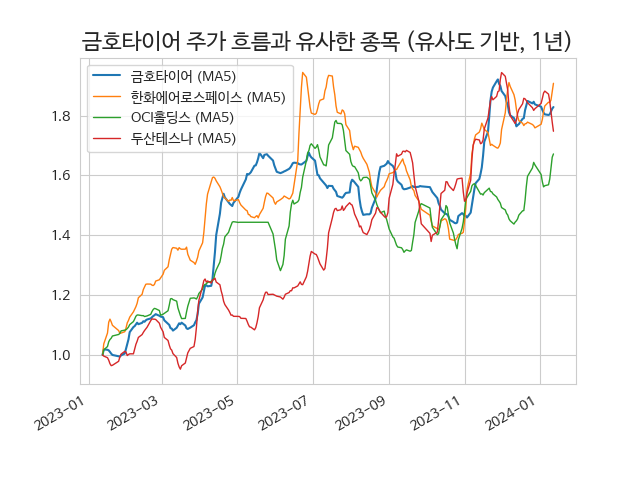 금호타이어 주가 흐름과 유사한 종목 (유사도 기반, 1년)
금호타이어 (MA5)
한화에어로스페이스 (MA5)
OCI홀딩스 (MA5)
두산테스나 (MA5)
1.8
1.6
1.4
1.2
1.0
2023-01
2023-03
2023-05
2023-07
2023-09
2023-11
2024-01